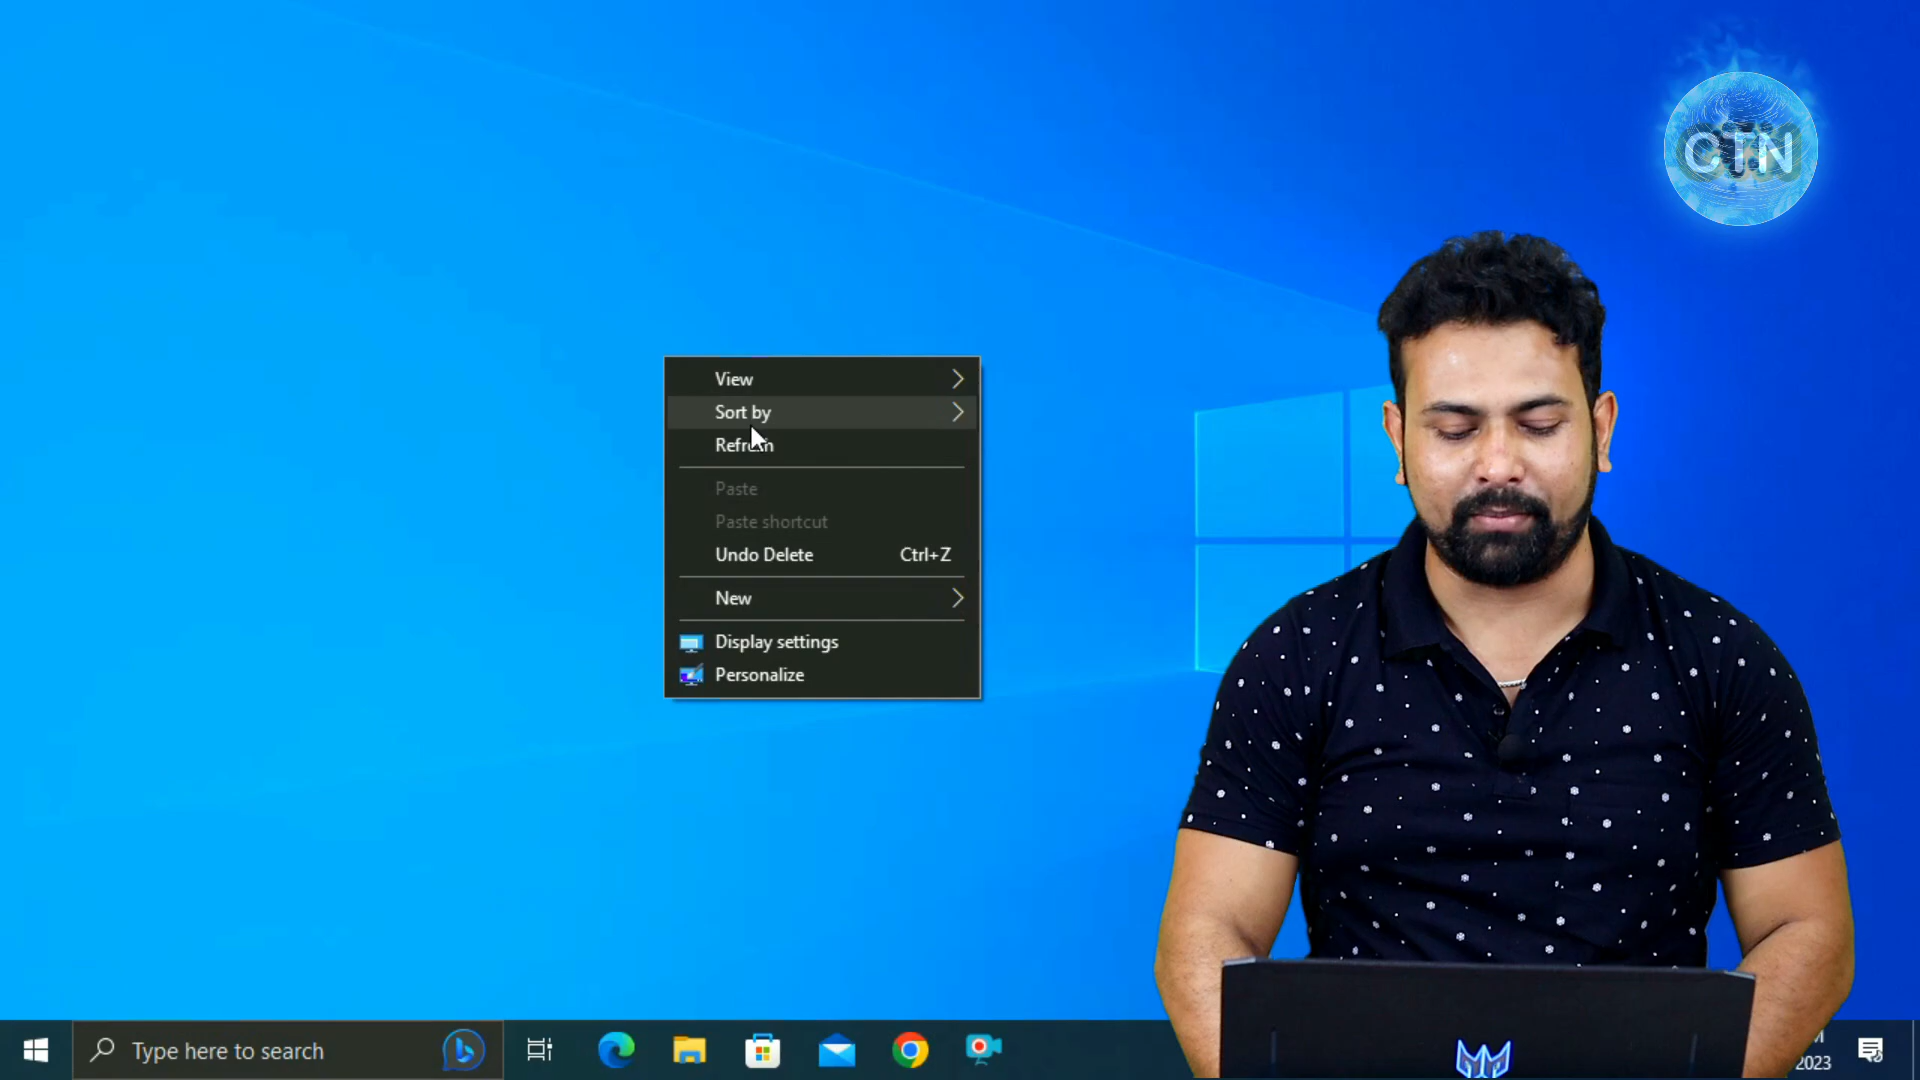 CTN
View
Sort by
Refresh
Paste
Paste shortcut
Undo Delete Ctrl+Z
New
Display settings
Personalize
Type here to search
2023